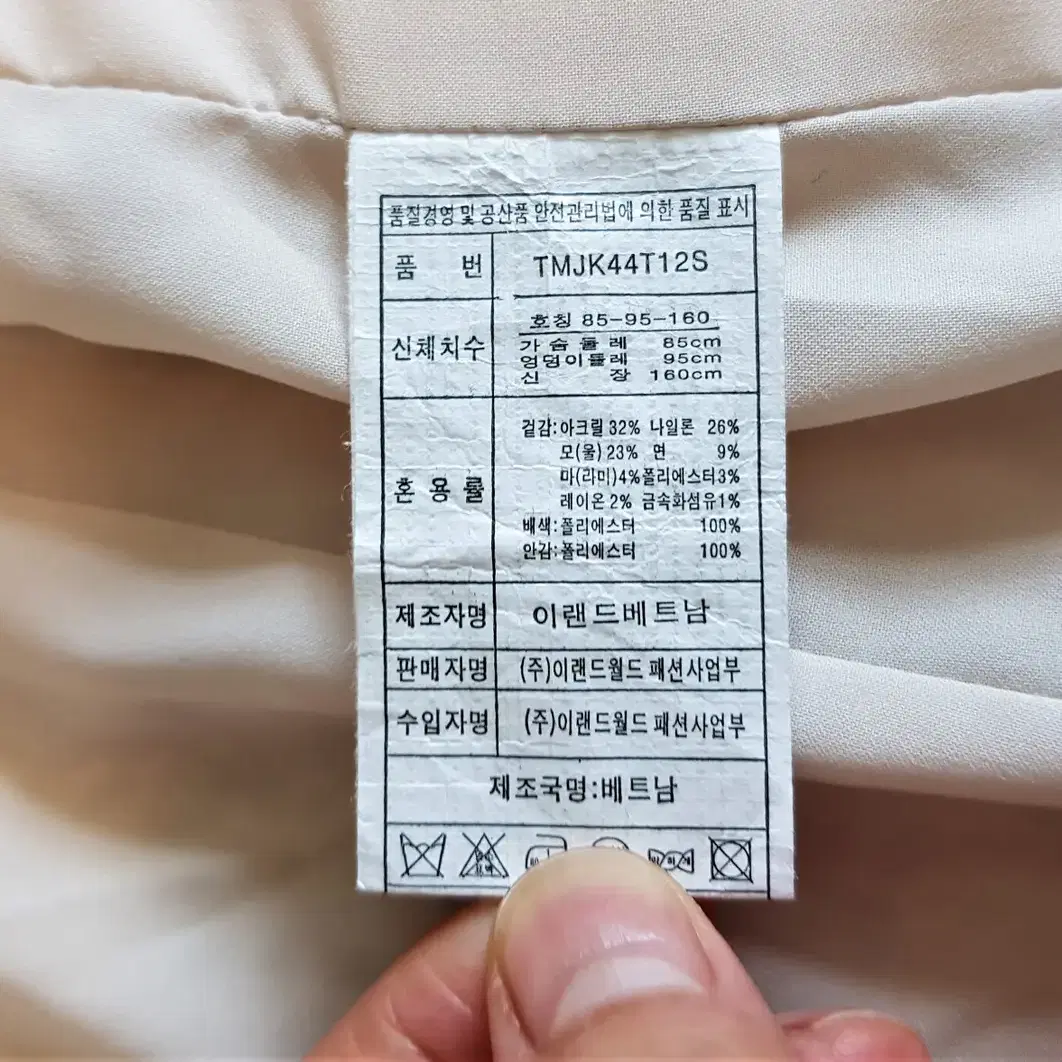 품질경영 및 공산품 안전관리법에 의한 품질 표시
품 번 TMJK44T12S
신체치수
호칭 85-95-160
가 슴 둘 레 85cm
엉덩이둘레 95cm
신 장 160cm
혼 용 률
겉감:아크릴 32% 나일론 26%
모(울)23% 면 9%
마(라미)4%폴리에스터3%
레이온 2% 금속화섬유1%
배색:폴리에스터 100%
안감:폴리에스터 100%
제조자명 이랜드베트남
판매자명 (주)이랜드월드 패션사업부
수입자명 (주)이랜드월드 패션사업부
제조국명:베트남